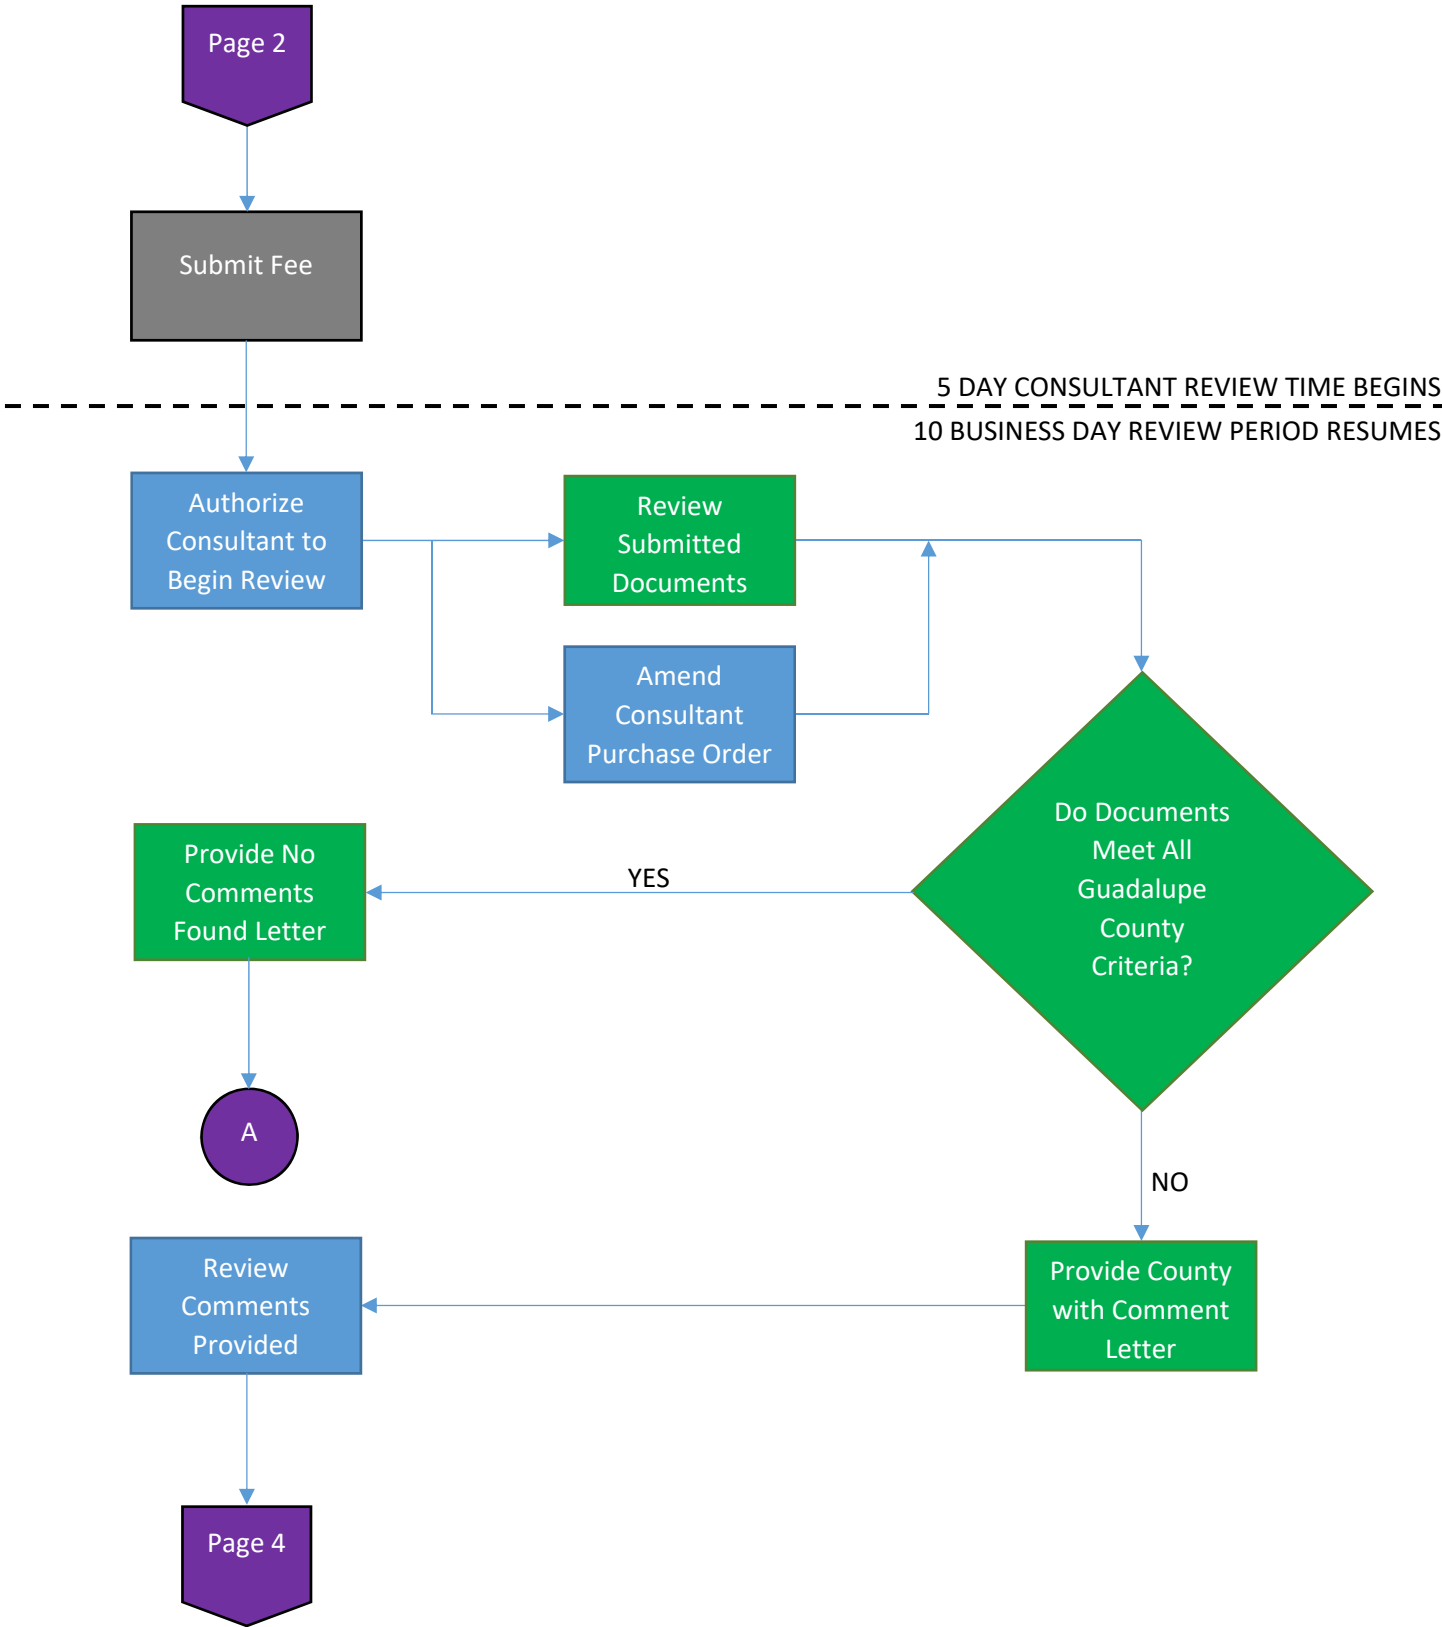 Page 2
Submit Fee
5 DAY CONSULTANT REVIEW TIME BEGINS
10 BUSINESS DAY REVIEW PERIOD RESUMES
Authorize
Consultant to
Begin Review
Review
Submitted
Documents
Amend
Consultant
Purchase Order
Do Documents
Meet All
Guadalupe
County
Criteria?
YES
Provide No
Comments
Found Letter
A
NO
Provide County
with Comment
Letter
Review
Comments
Provided
Page 4